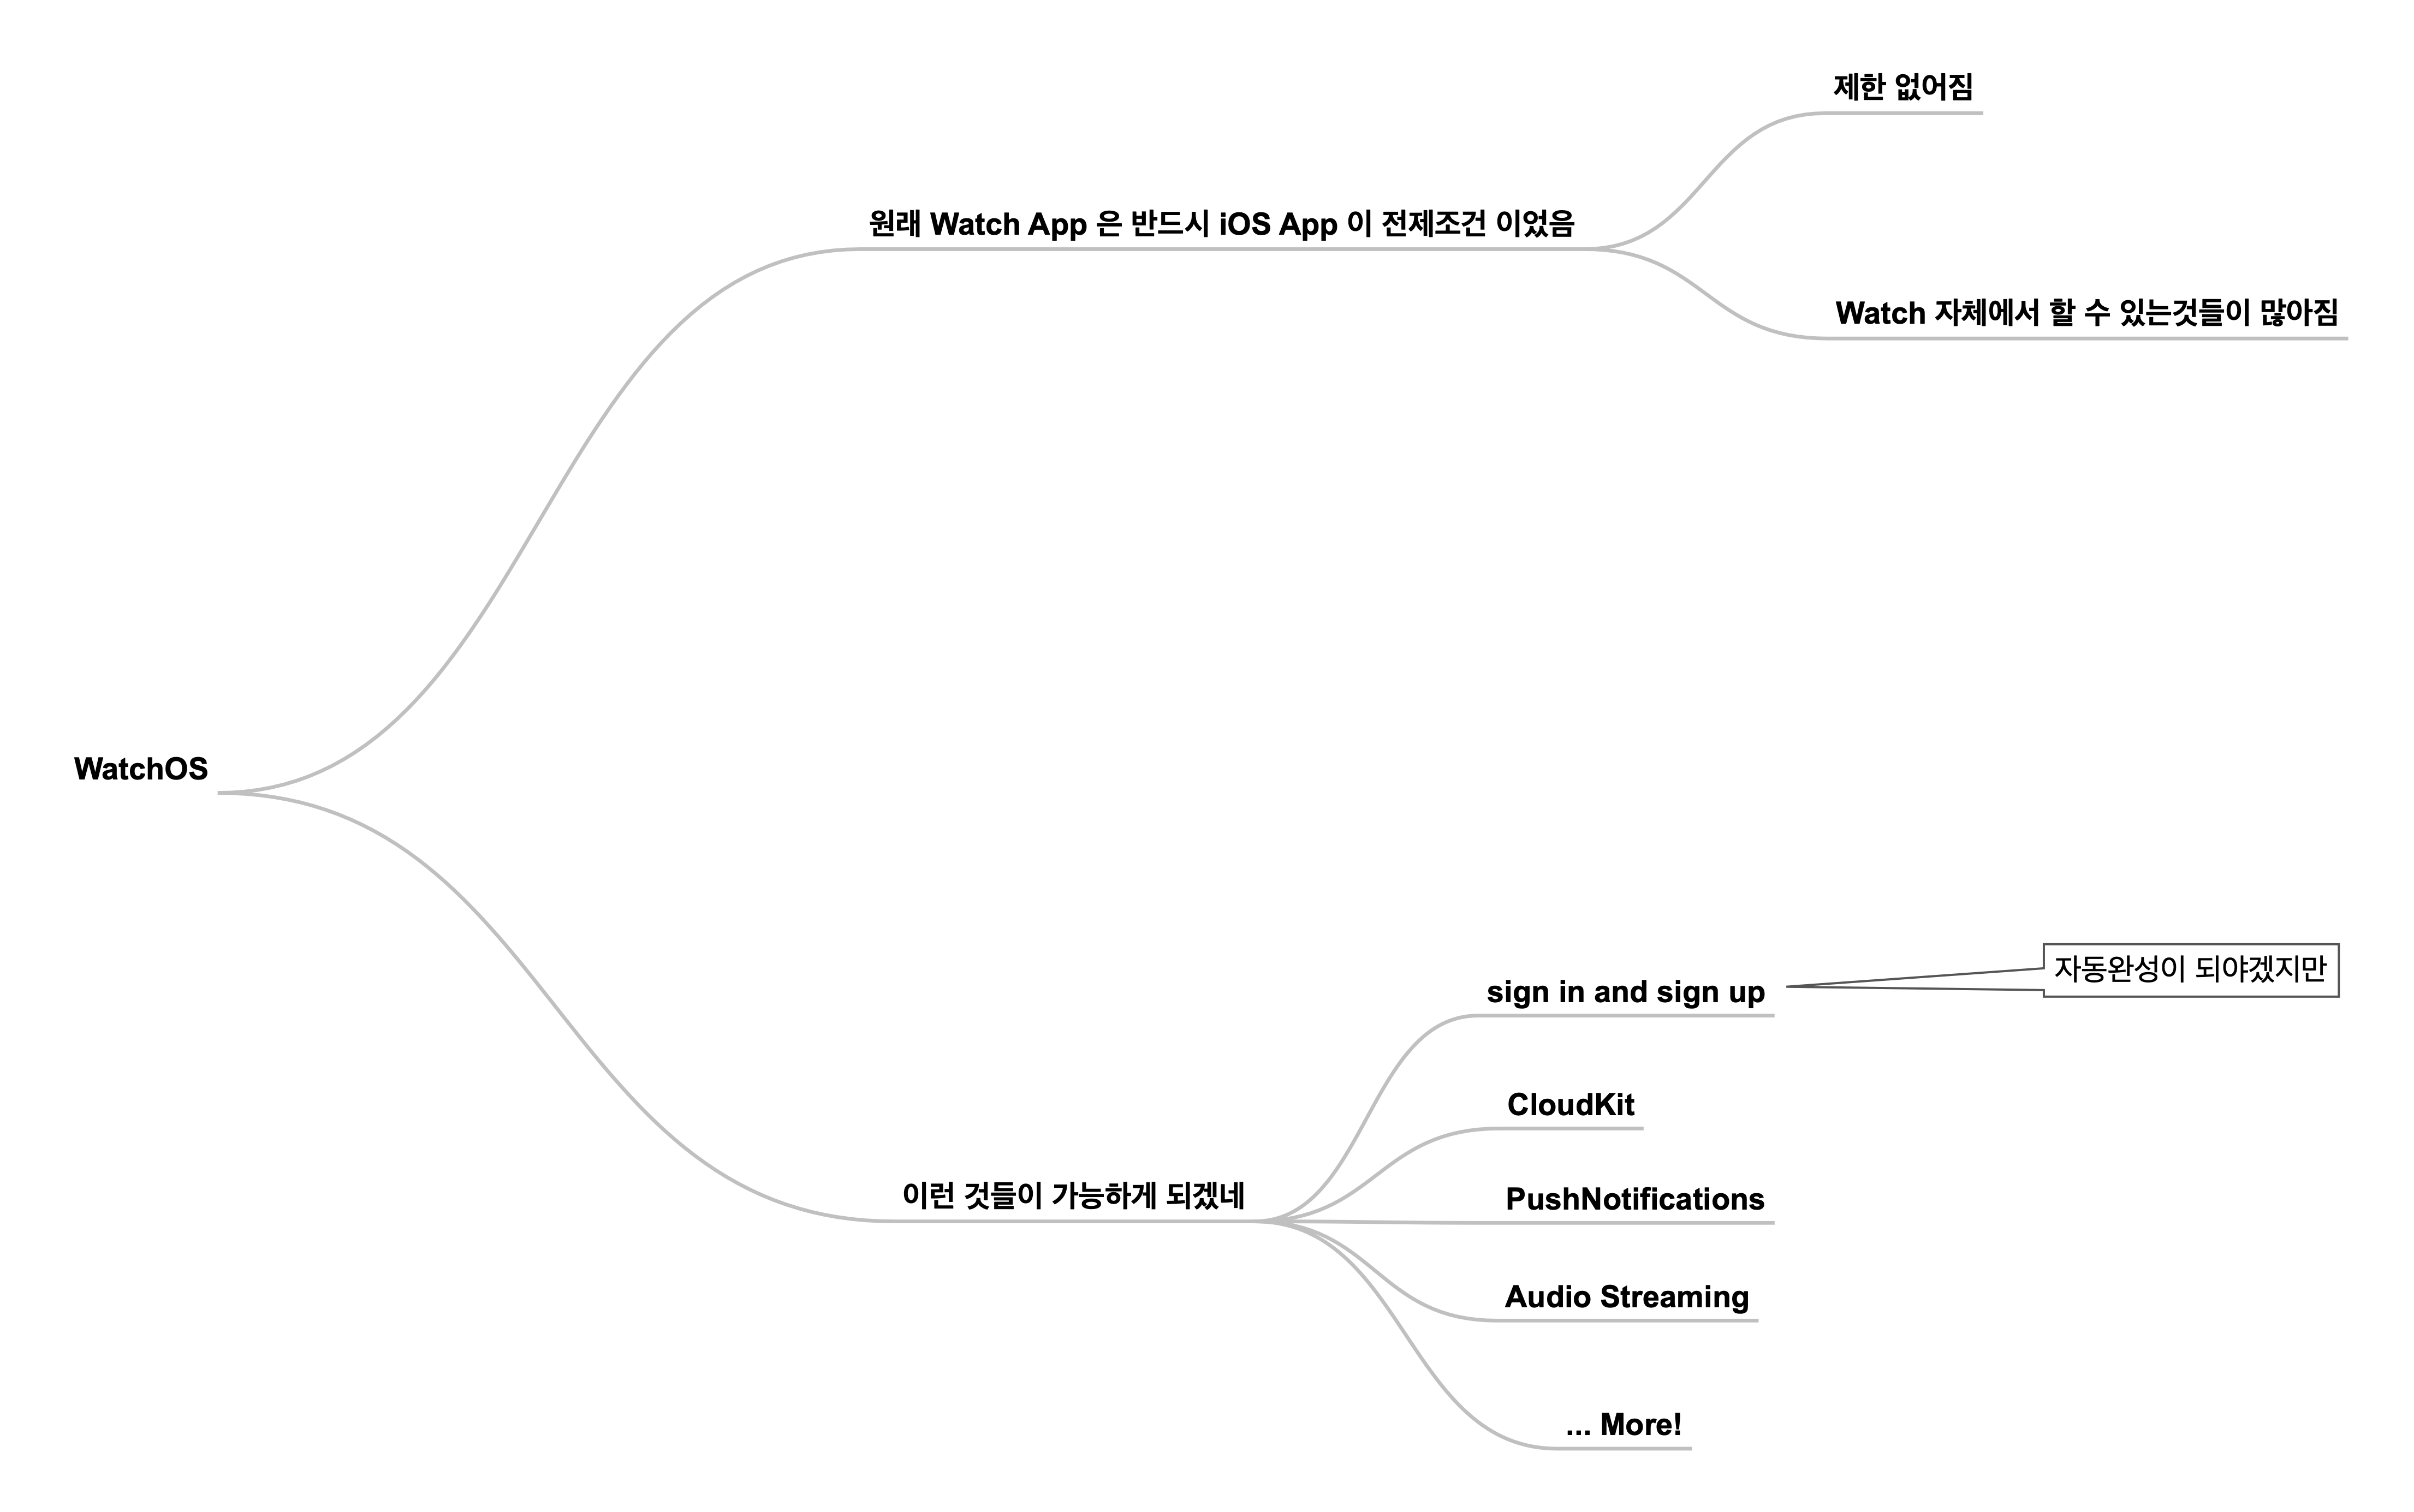 제한 없어짐
원래 Watch App 은 반드시 iOS App 이 전제조건 이었음
Watch 자체에서 할 수 있는것들이 많아짐
WatchOS
자동완성이 되야겠지만
sign in and sign up
CloudKit
이런 것들이 가능하게 되겠네
PushNotifications
Audio Streaming
... More!